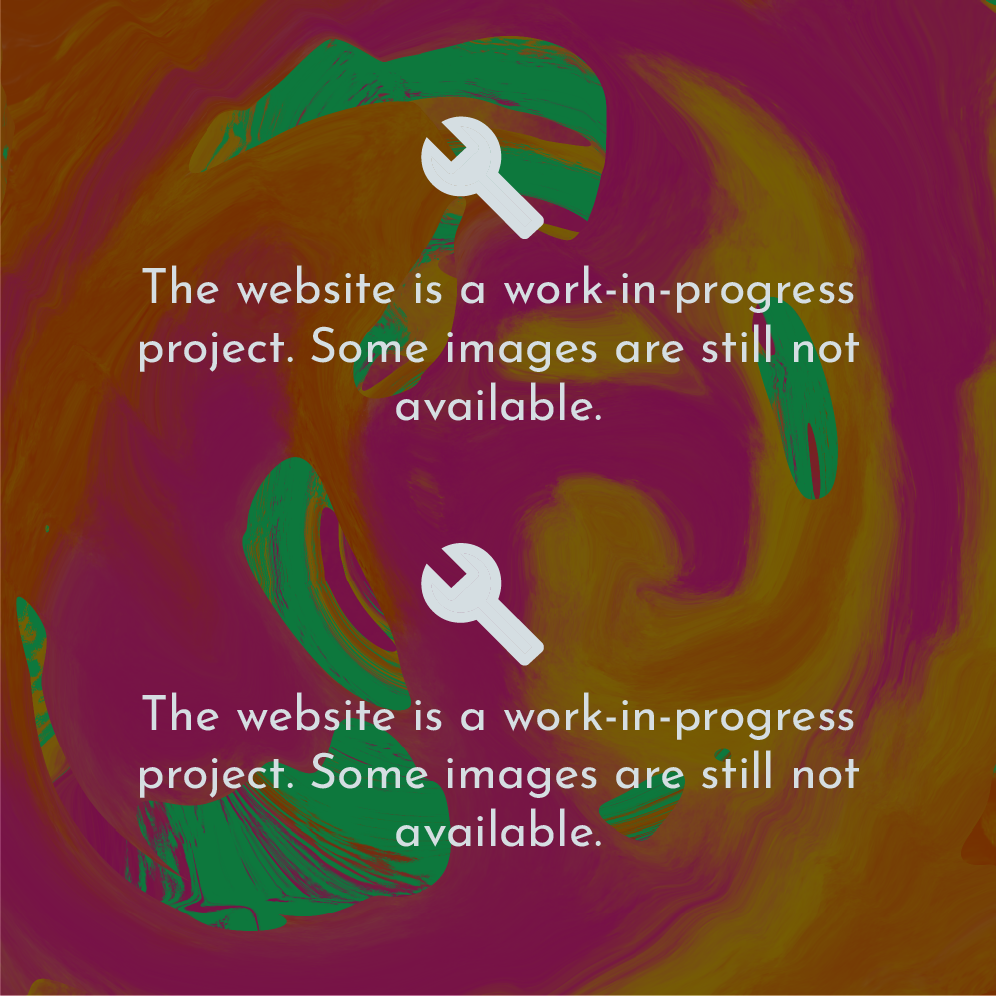 The website is a work-in-progress
project. Some images are still not
available.
The website is a work-in-progress
project. Some images are still not
available.